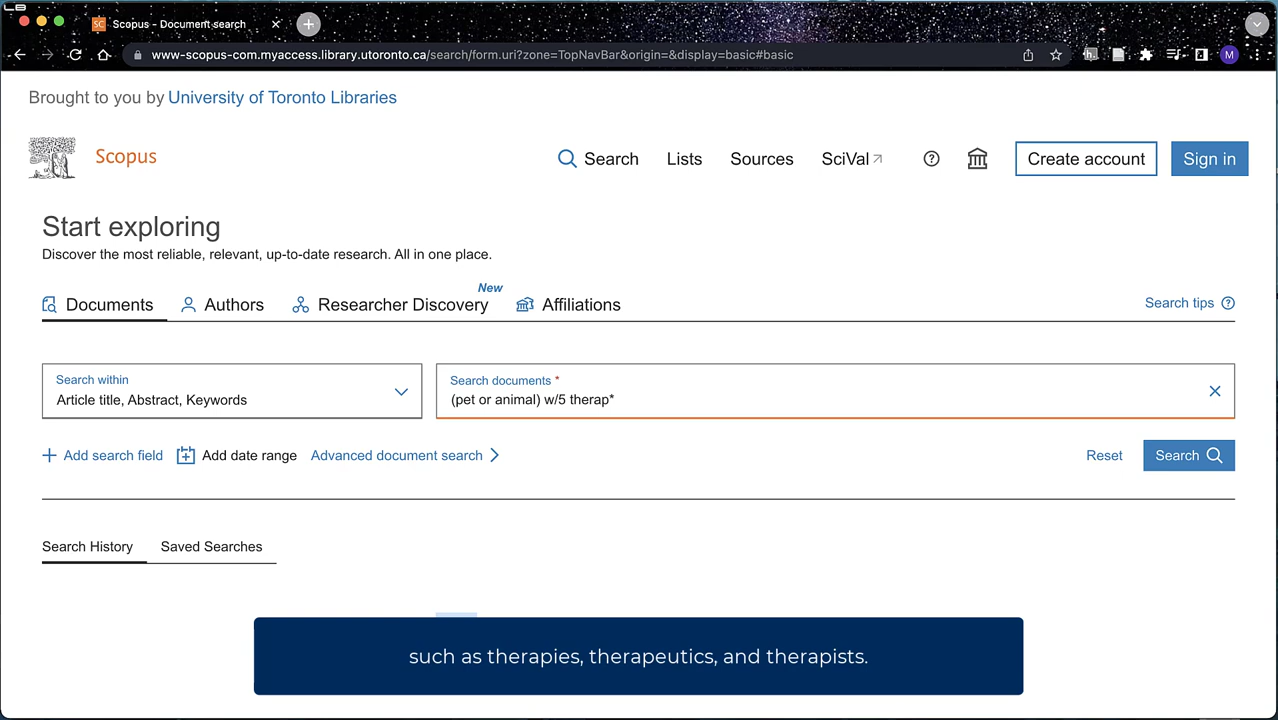 Scopus - Document search
www-scopus-com.myaccess.library.utoronto.ca/search/form.uri?zone=TopNavBar&origin=&display=basic#basic
M
Brought to you by University of Toronto Libraries
Scopus
Search Lists Sources SciVal Create account Sign in
Start exploring
Discover the most reliable, relevant, up-to-date research. All in one place.
New
Documents Authors Researcher Discovery Affiliations
Search tips
Search within
Article title, Abstract, Keywords
Search documents *
(pet or animal) w/5 therap*
Add search field Add date range Advanced document search
Reset Search
Search History Saved Searches
such as therapies, therapeutics, and therapists.